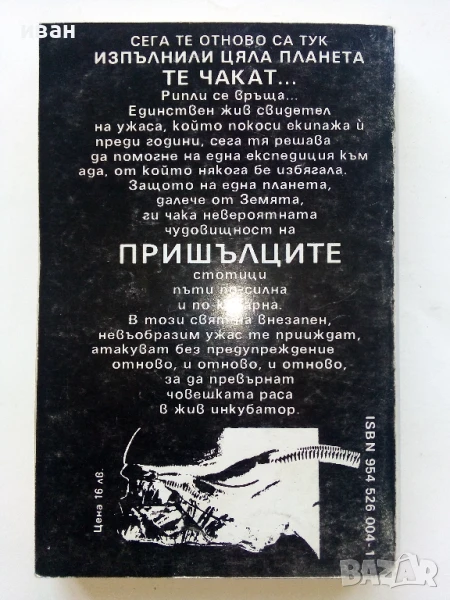 иван
СЕГА ТЕ ОТНОВО СА ТУК
ИЗПЪЛНИЛИ ЦЯЛА ПЛАНЕТА
ТЕ ЧАКАТ...
Рипли се връща...
Единствен жив свидетел
на ужаса, който покоси екипажа ѝ
преди години, сега тя решава
да помогне на една експедиция към
ада, от който някога бе избягала.
Защото на една планета,
далече от Земята,
ги чака невероятната
чудовищност на
ПРИШЪЛЦИТЕ
стотици
пъти по-силна
и по-коварна.
В този свят на внезапен,
невъобразим ужас те прииждат,
атакуват без предупреждение
отново, и отново, и отново,
за да превърнат
човешката раса
в жив инкубатор.
Цена 16 лв.
ISBN 954 526 004-1
BAZAR